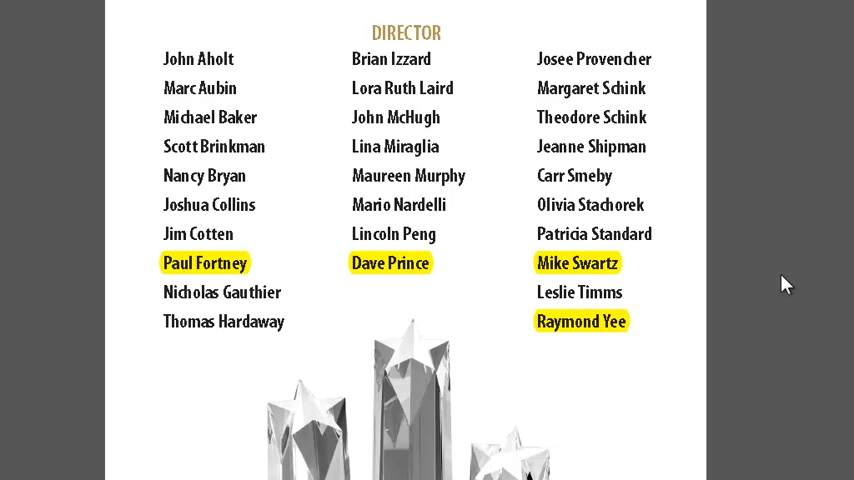 DIRECTOR
John Aholt
Marc Aubin
Michael Baker
Scott Brinkman
Nancy Bryan
Joshua Collins
Jim Cotten
Paul Fortney
Nicholas Gauthier
Thomas Hardaway
Brian Izzard
Lora Ruth Laird
John McHugh
Lina Miraglia
Maureen Murphy
Mario Nardelli
Lincoln Peng
Dave Prince
Josee Provencher
Margaret Schink
Theodore Schink
Jeanne Shipman
Carr Smeby
Olivia Stachorek
Patricia Standard
Mike Swartz
Leslie Timms
Raymond Yee